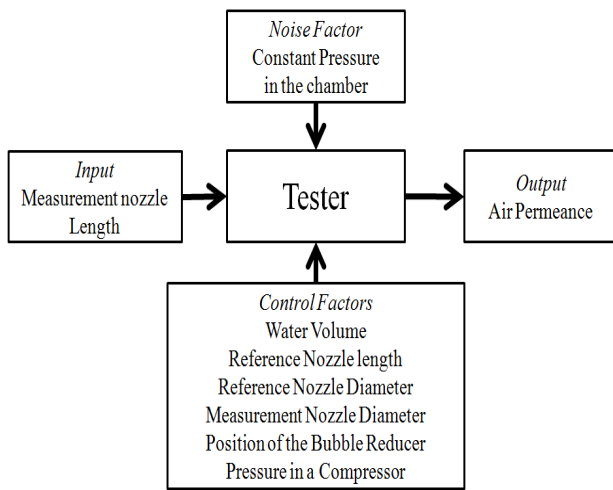 Noise Factor
Constant Pressure
in the chamber
Input
Measurement nozzle
Length
Tester
Output
Air Permeance
Control Factors
Water Volume
Reference Nozzle length
Reference Nozzle Diameter
Measurement Nozzle Diameter
Position of the Bubble Reducer
Pressure in a Compressor